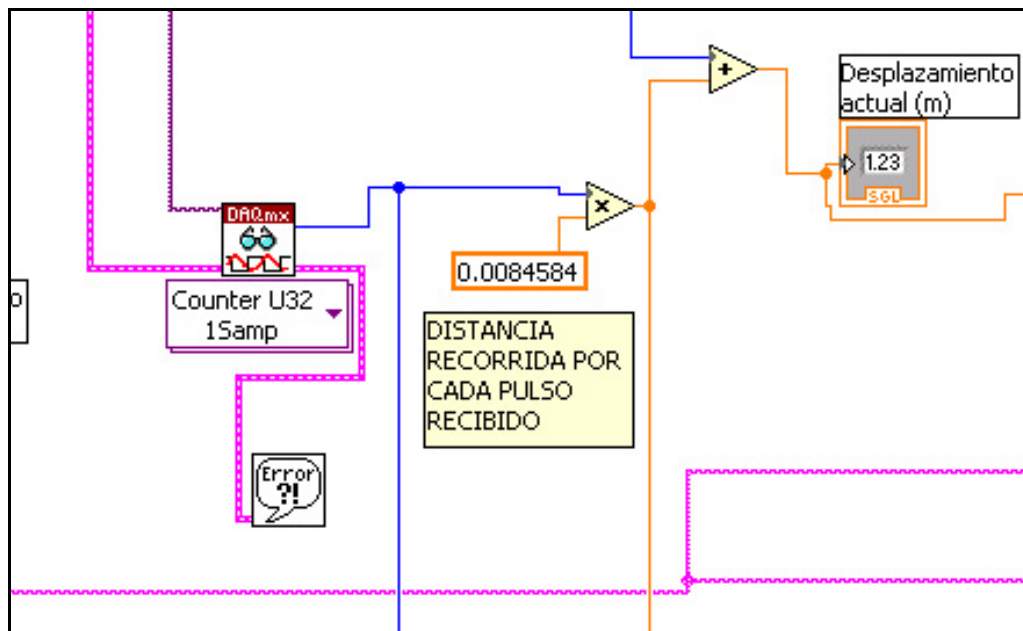 Desplazamiento
actual (m)
1.23
SGL
DAQmx
0.0084584
Counter U32
1Samp
DISTANCIA
RECORRIDA POR
CADA PULSO
RECIBIDO
Error
?!